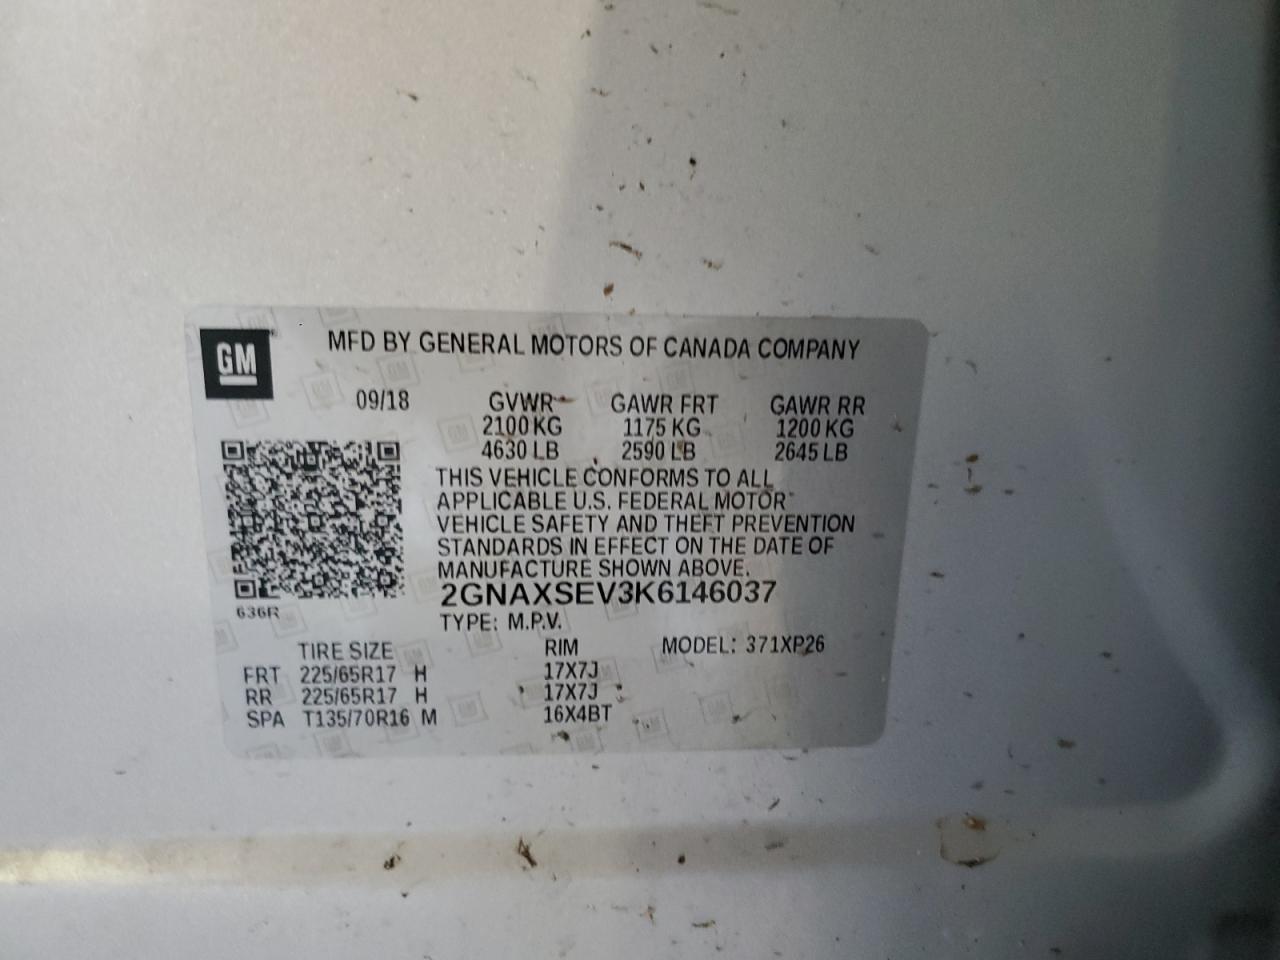 GM
MFD BY GENERAL MOTORS OF CANADA COMPANY
09/18 GVWR GAWR FRT GAWR RR
2100 KG 1175 KG 1200 KG
4630 LB 2590 LB 2645 LB
THIS VEHICLE CONFORMS TO ALL
APPLICABLE U.S. FEDERAL MOTOR
VEHICLE SAFETY AND THEFT PREVENTION
STANDARDS IN EFFECT ON THE DATE OF
MANUFACTURE SHOWN ABOVE.
2GNAXSEV3K6146037
636R
TYPE: M.P.V.
TIRE SIZE RIM MODEL: 371XP26
FRT 225/65R17 H 17X7J
RR 225/65R17 H 17X7J
SPA T135/70R16 M 16X4BT